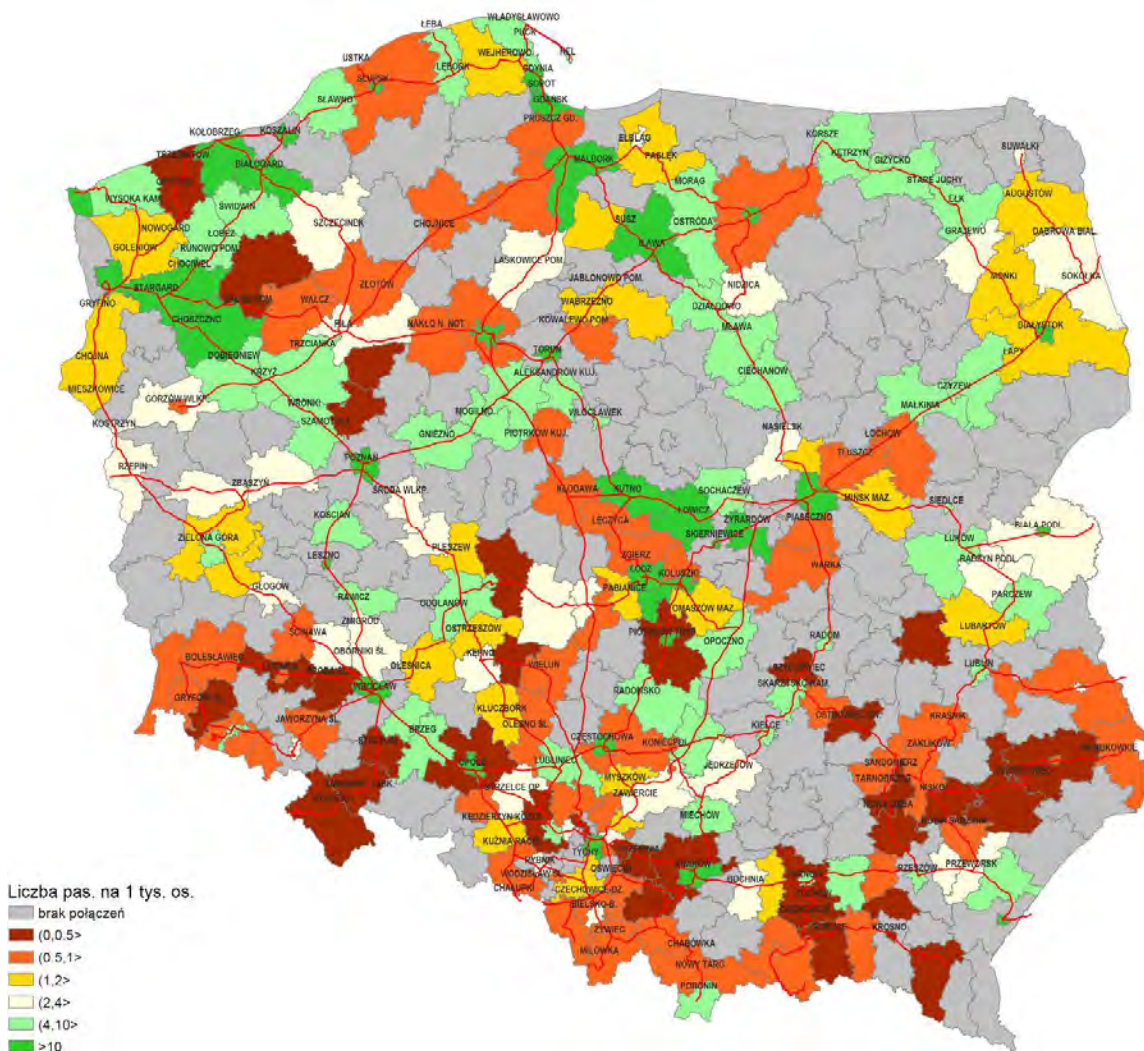 WŁADYSŁAWOWO
ŁEBA
PUCK
HEL
USTKA
WEJHEROWO
SŁUPSK
LĘBORK
GDYNIA
SOPOT
SŁAWNO
GDAŃSK
PRUSZCZ GD.
KOŁOBRZEG
KOSZALIN
ELBLĄG
KORSZE
BIAŁOGARD
MALBORK
PASŁĘK
KĘTRZYN
GIŻYCKO
SUWAŁKI
MORĄG
STARE JUCHY
WYSOKA KAM.
ŚWIDWIN
SZCZECINEK
CHOJNICE
SUSZ
OSTRÓDA
EŁK
AUGUSTÓW
NOWOGARD
ŁOBEZ
IŁAWA
GRAJEWO
DĄBROWA BIAŁ.
GOLENIÓW
RUNOWO POM.
CHOCIWEL
LASKOWICE POM.
JABŁONOWO POM.
NIDZICA
MOŃKI
SOKÓŁKA
GRYFINO
STARGARD
ZŁOTÓW
WĄBRZEŹNO
DZIAŁDOWO
WAŁCZ
KOWALEWO POM.
MŁAWA
BIAŁYSTOK
CHOSZCZNO
PIŁA
NAKŁO N. NOT.
CHOJNA
DOBIEGNIEW
TRZCIANKA
TORUŃ
ŁAPY
MIESZKOWICE
KRZYŻ
ALEKSANDRÓW KUJ.
CIECHANÓW
CZYŻEW
GORZÓW WLKP.
WRONKI
MOGILNO
WŁOCŁAWEK
MAŁKINIA
KOSTRZYN
SZAMOTUŁY
GNIEZNO
PIOTRKÓW KUJ.
NASIELSK
ŁOCHÓW
TŁUSZCZ
RZEPIN
ZBĄSZYŃ
POZNAŃ
ŚRODA WLKP.
KŁODAWA
KUTNO
SOCHACZEW
MIŃSK MAZ.
SIEDLCE
KOŚCIAN
ŁĘCZYCA
ŁOWICZ
ŻYRARDÓW
PIASECZNO
BIAŁA PODL.
ZIELONA GÓRA
LESZNO
PLESZEW
SKIERNIEWICE
ŁUKÓW
ZGIERZ
WARKA
RADZYŃ PODL.
GŁOGÓW
ŁÓDŹ
KOLUSZKI
RAWICZ
ODOLANÓW
PABIANICE
TOMASZÓW MAZ.
PARCZEW
ŚCINAWA
ŻMIGRÓD
OSTRZESZÓW
OPOCZNO
RADOM
LUBARTÓW
BOLESŁAWIEC
OBORNIKI ŚL.
OLEŚNICA
KĘPNO
WIELUŃ
LUBLIN
WROCŁAW
RADOMSKO
SKARŻYSKO-KAM.
JAWORZYNA ŚL.
KLUCZBORK
OLESNO ŚL.
KRAŚNIK
BRZEG
CZĘSTOCHOWA
KONIECPOL
KIELCE
ZAKLIKÓW
OPOLE
LUBLINIEC
JĘDRZEJÓW
SANDOMIERZ
TARNOBRZEG
STRZELCE OP.
MYSZKÓW
ZAWIERCIE
NISKO
KĘDZIERZYN-KOŹLE
MIECHÓW
KUŹNIA RAC.
TYCHY
RYBNIK
KRAKÓW
BOCHNIA
RZESZÓW
PRZEWORSK
WODZISŁAW ŚL.
OŚWIĘCIM
CHAŁUPKI
CZECHOWICE-DZ.
BIELSKO-B.
KROSNO
ŻYWIEC
CHABÓWKA
MILÓWKA
NOWY TARG
PORONIN
Liczba pas. na 1 tys. os.
brak połączeń
(0,0.5>
(0.5,1>
(1,2>
(2,4>
(4,10>
>10